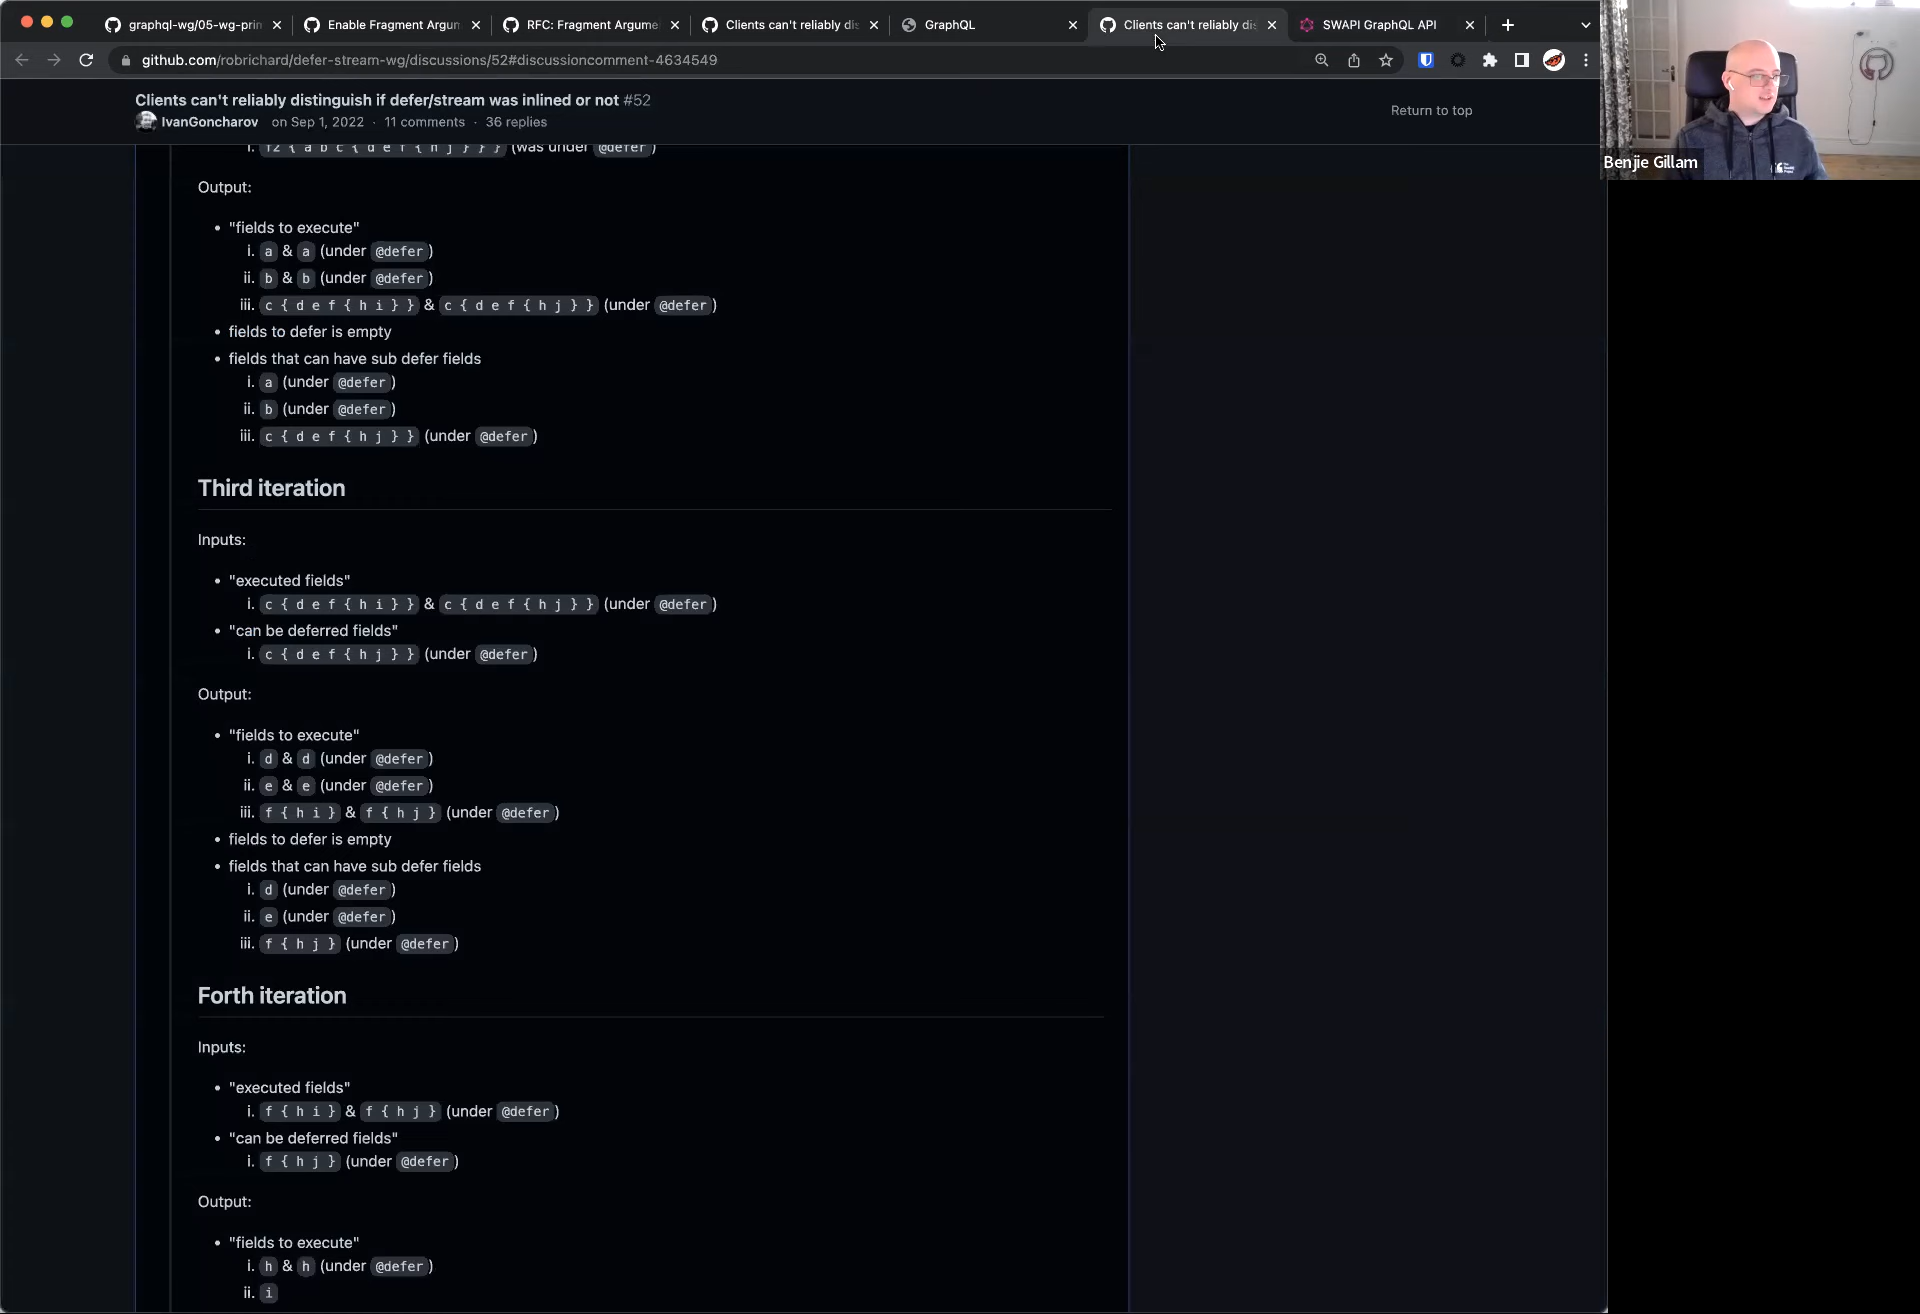 graphql-wg/05-wg-prin
Enable Fragment Argun
RFC: Fragment Argume
Clients can't reliably dis
GraphQL
Clients can't reliably dis
SWAPI GraphQL API
github.com/robrichard/defer-stream-wg/discussions/52#discussioncomment-4634549
Clients can't reliably distinguish if defer/stream was inlined or not #52
IvanGoncharov on Sep 1, 2022 · 11 comments · 36 replies
Return to top
Benjie Gillam
i. f2 { a b c { d e f { h j } } } (was under @defer)
Output:
• "fields to execute"
i. a & a (under @defer)
ii. b & b (under @defer)
iii. c { d e f { h i } } & c { d e f { h j } } (under @defer)
• fields to defer is empty
• fields that can have sub defer fields
i. a (under @defer)
ii. b (under @defer)
iii. c { d e f { h j } } (under @defer)
Third iteration
Inputs:
• "executed fields"
i. c { d e f { h i } } & c { d e f { h j } } (under @defer)
• "can be deferred fields"
i. c { d e f { h j } } (under @defer)
Output:
• "fields to execute"
i. d & d (under @defer)
ii. e & e (under @defer)
iii. f { h i } & f { h j } (under @defer)
• fields to defer is empty
• fields that can have sub defer fields
i. d (under @defer)
ii. e (under @defer)
iii. f { h j } (under @defer)
Forth iteration
Inputs:
• "executed fields"
i. f { h i } & f { h j } (under @defer)
• "can be deferred fields"
i. f { h j } (under @defer)
Output:
• "fields to execute"
i. h & h (under @defer)
ii. i